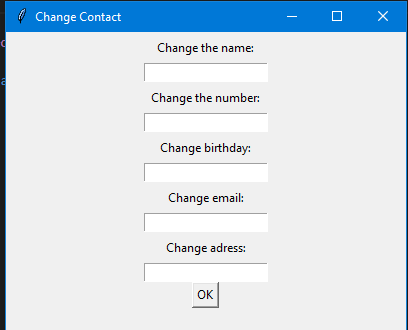 Change Contact
Change the name:
Change the number:
Change birthday:
Change email:
Change adress:
OK